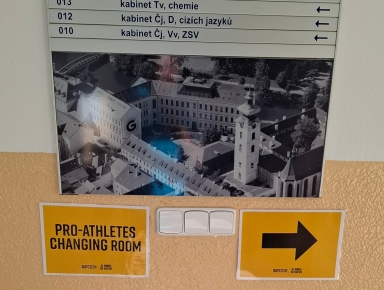 013 kabinet Tv, chemie ←
012 kabinet Čj, D, cizích jazyků ←
010 kabinet Čj, Vv, ZSV ←
G
PRO-ATHLETES
CHANGING ROOM